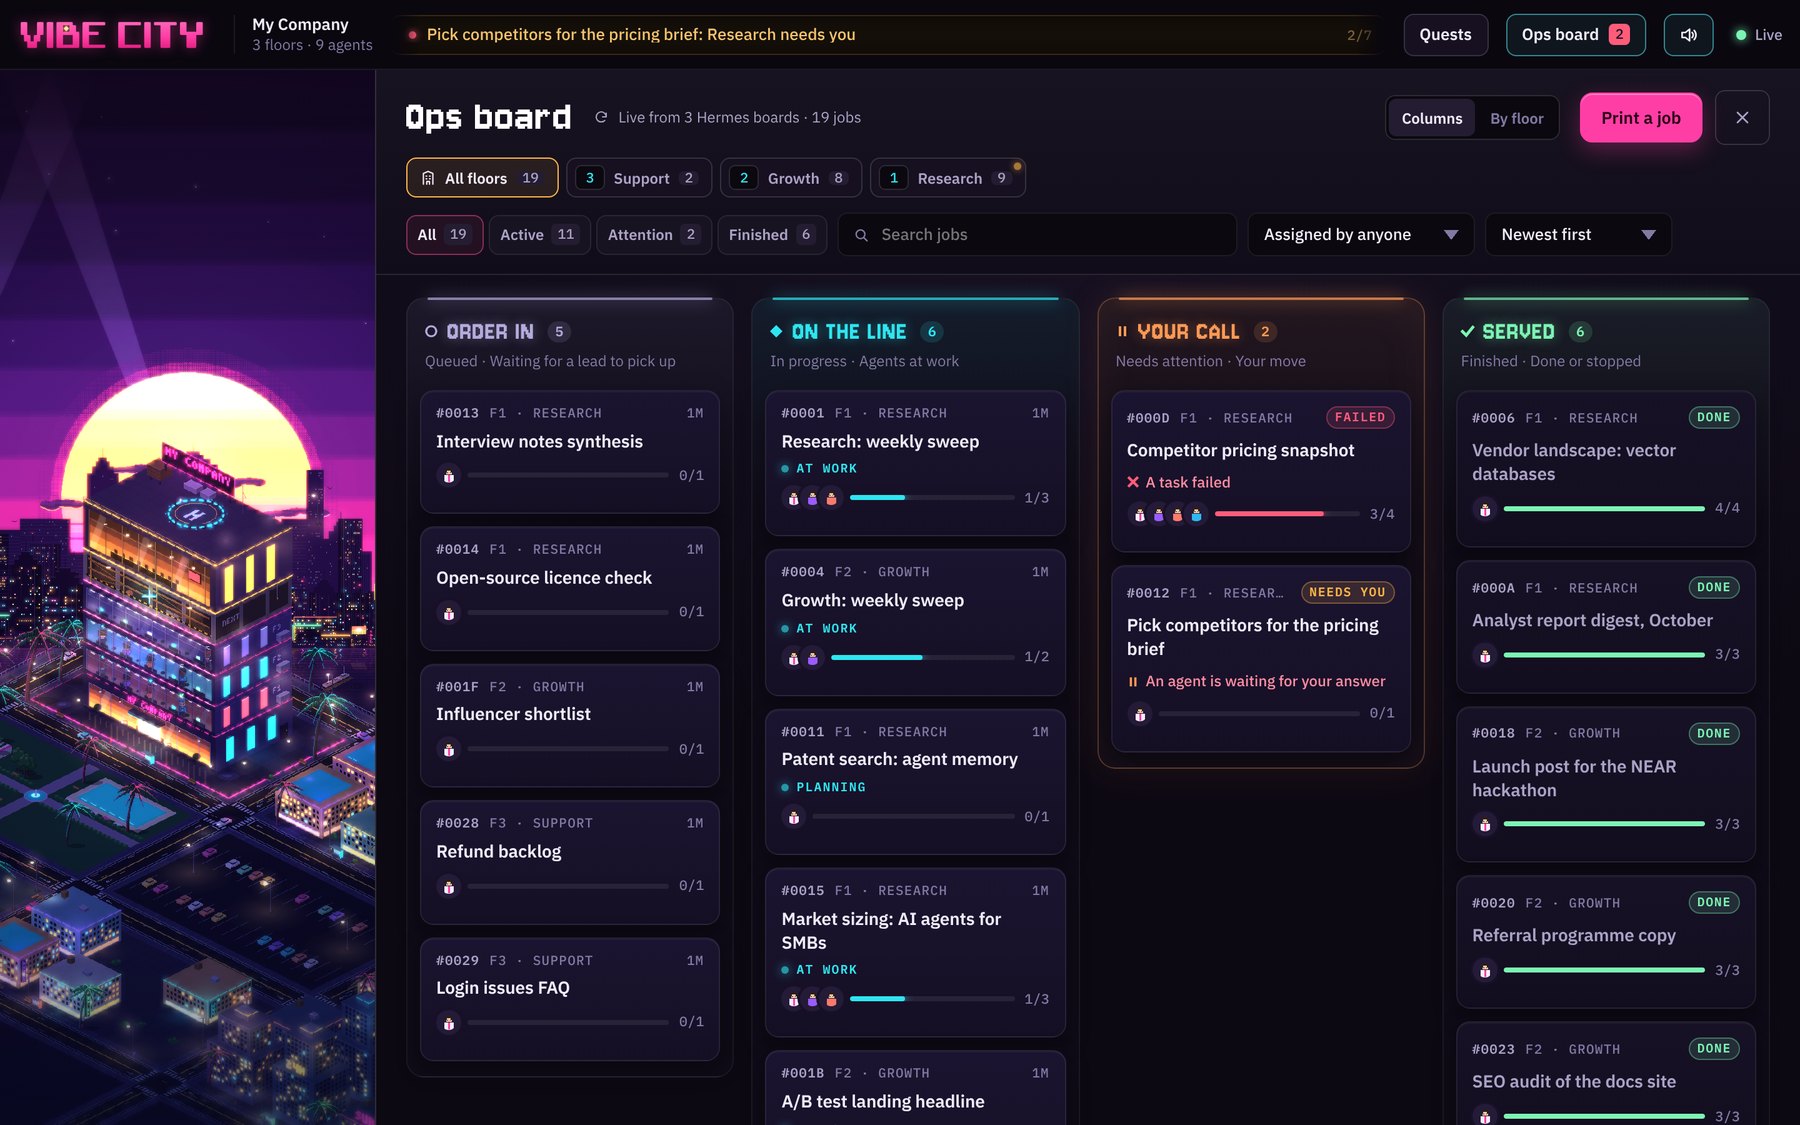 VIBE CITY
My Company
3 floors · 9 agents
Pick competitors for the pricing brief: Research needs you
2/7
Quests
Ops board 2
Live
Ops board
Live from 3 Hermes boards · 19 jobs
Columns
By floor
Print a job
All floors 19
3 Support 2
2 Growth 8
1 Research 9
All 19
Active 11
Attention 2
Finished 6
Search jobs
Assigned by anyone
Newest first
ORDER IN 5
Queued · Waiting for a lead to pick up
#0013 F1 · RESEARCH 1M
Interview notes synthesis
0/1
#0014 F1 · RESEARCH 1M
Open-source licence check
0/1
#001F F2 · GROWTH 1M
Influencer shortlist
0/1
#0028 F3 · SUPPORT 1M
Refund backlog
0/1
#0029 F3 · SUPPORT 1M
Login issues FAQ
0/1
ON THE LINE 6
In progress · Agents at work
#0001 F1 · RESEARCH 1M
Research: weekly sweep
AT WORK
1/3
#0004 F2 · GROWTH 1M
Growth: weekly sweep
AT WORK
1/2
#0011 F1 · RESEARCH 1M
Patent search: agent memory
PLANNING
0/1
#0015 F1 · RESEARCH 1M
Market sizing: AI agents for
SMBs
AT WORK
1/3
#001B F2 · GROWTH 1M
A/B test landing headline
YOUR CALL 2
Needs attention · Your move
#000D F1 · RESEARCH FAILED
Competitor pricing snapshot
A task failed
3/4
#0012 F1 · RESEAR… NEEDS YOU
Pick competitors for the pricing
brief
An agent is waiting for your answer
0/1
SERVED 6
Finished · Done or stopped
#0006 F1 · RESEARCH DONE
Vendor landscape: vector
databases
4/4
#000A F1 · RESEARCH DONE
Analyst report digest, October
3/3
#0018 F2 · GROWTH DONE
Launch post for the NEAR
hackathon
3/3
#0020 F2 · GROWTH DONE
Referral programme copy
3/3
#0023 F2 · GROWTH DONE
SEO audit of the docs site
3/3
MY COMPANY
H
NEXT
MY COMPANY